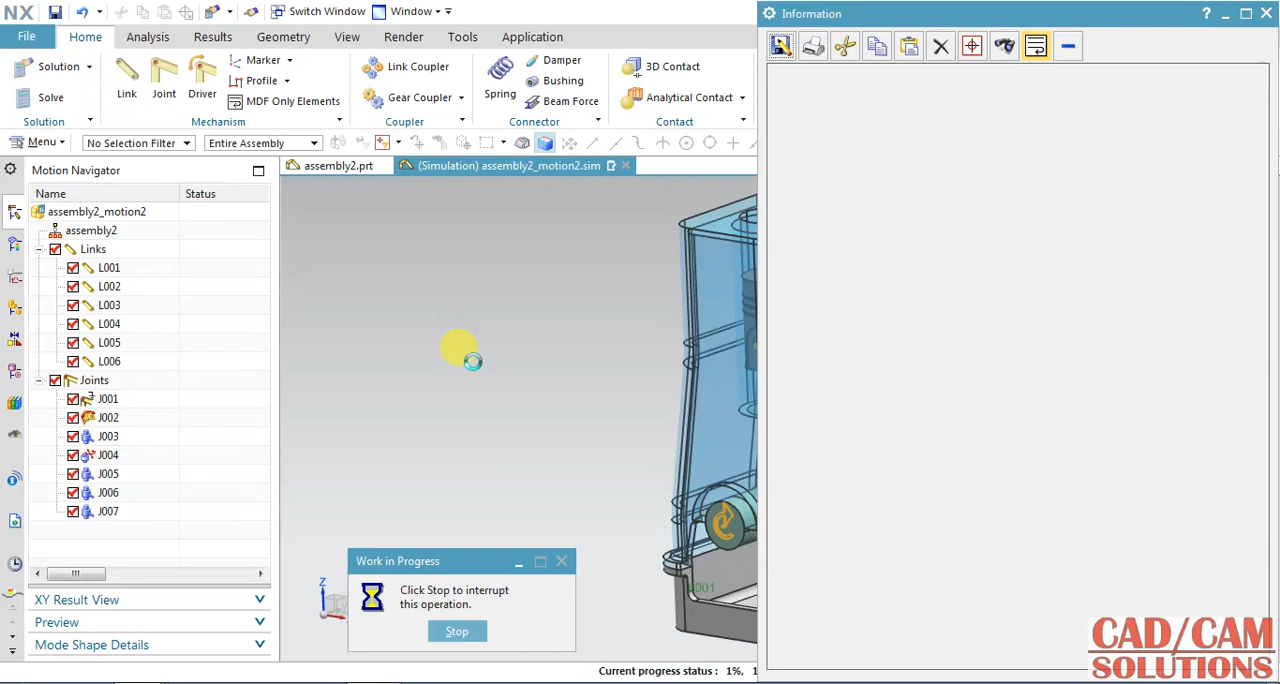 NX
Switch Window
Window
Information
File
Home
Analysis
Results
Geometry
View
Render
Tools
Application
Solution
Solve
Solution
Link
Joint
Driver
Marker
Profile
MDF Only Elements
Mechanism
Link Coupler
Gear Coupler
Coupler
Spring
Damper
Bushing
Beam Force
Connector
3D Contact
Analytical Contact
Contact
Menu
No Selection Filter
Entire Assembly
Motion Navigator
assembly2.prt
(Simulation) assembly2_motion2.sim
Name
Status
assembly2_motion2
assembly2
Links
L001
L002
L003
L004
L005
L006
Joints
J001
J002
J003
J004
J005
J006
J007
XY Result View
Preview
Mode Shape Details
Z
Work in Progress
Click Stop to interrupt
this operation.
Stop
Current progress status : 1%,
CAD/CAM
SOLUTIONS